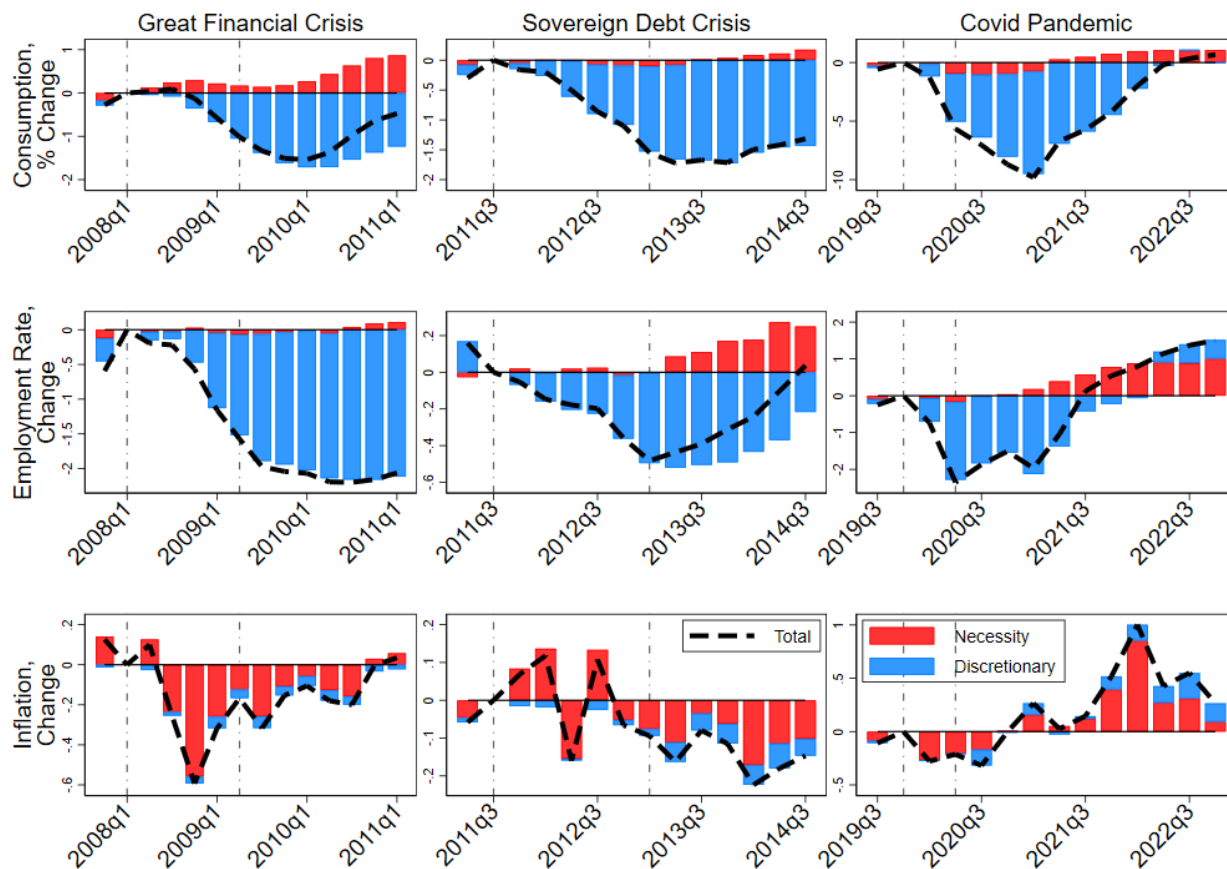 Great Financial Crisis
Sovereign Debt Crisis
Covid Pandemic
Consumption,
% Change
1
0
-1
-2
2008q1
2009q1
2010q1
2011q1
0
-.5
-1
-1.5
-2
2011q3
2012q3
2013q3
2014q3
0
-5
-10
2019q3
2020q3
2021q3
2022q3
Employment Rate,
Change
0
-.5
-1
-1.5
-2
2008q1
2009q1
2010q1
2011q1
.2
0
-.2
-.4
-.6
2011q3
2012q3
2013q3
2014q3
2
1
0
-1
-2
2019q3
2020q3
2021q3
2022q3
Inflation,
Change
.2
0
-.2
-.4
-.6
2008q1
2009q1
2010q1
2011q1
.2
.1
0
-.1
-.2
Total
2011q3
2012q3
2013q3
2014q3
1
.5
0
-.5
Necessity
Discretionary
2019q3
2020q3
2021q3
2022q3